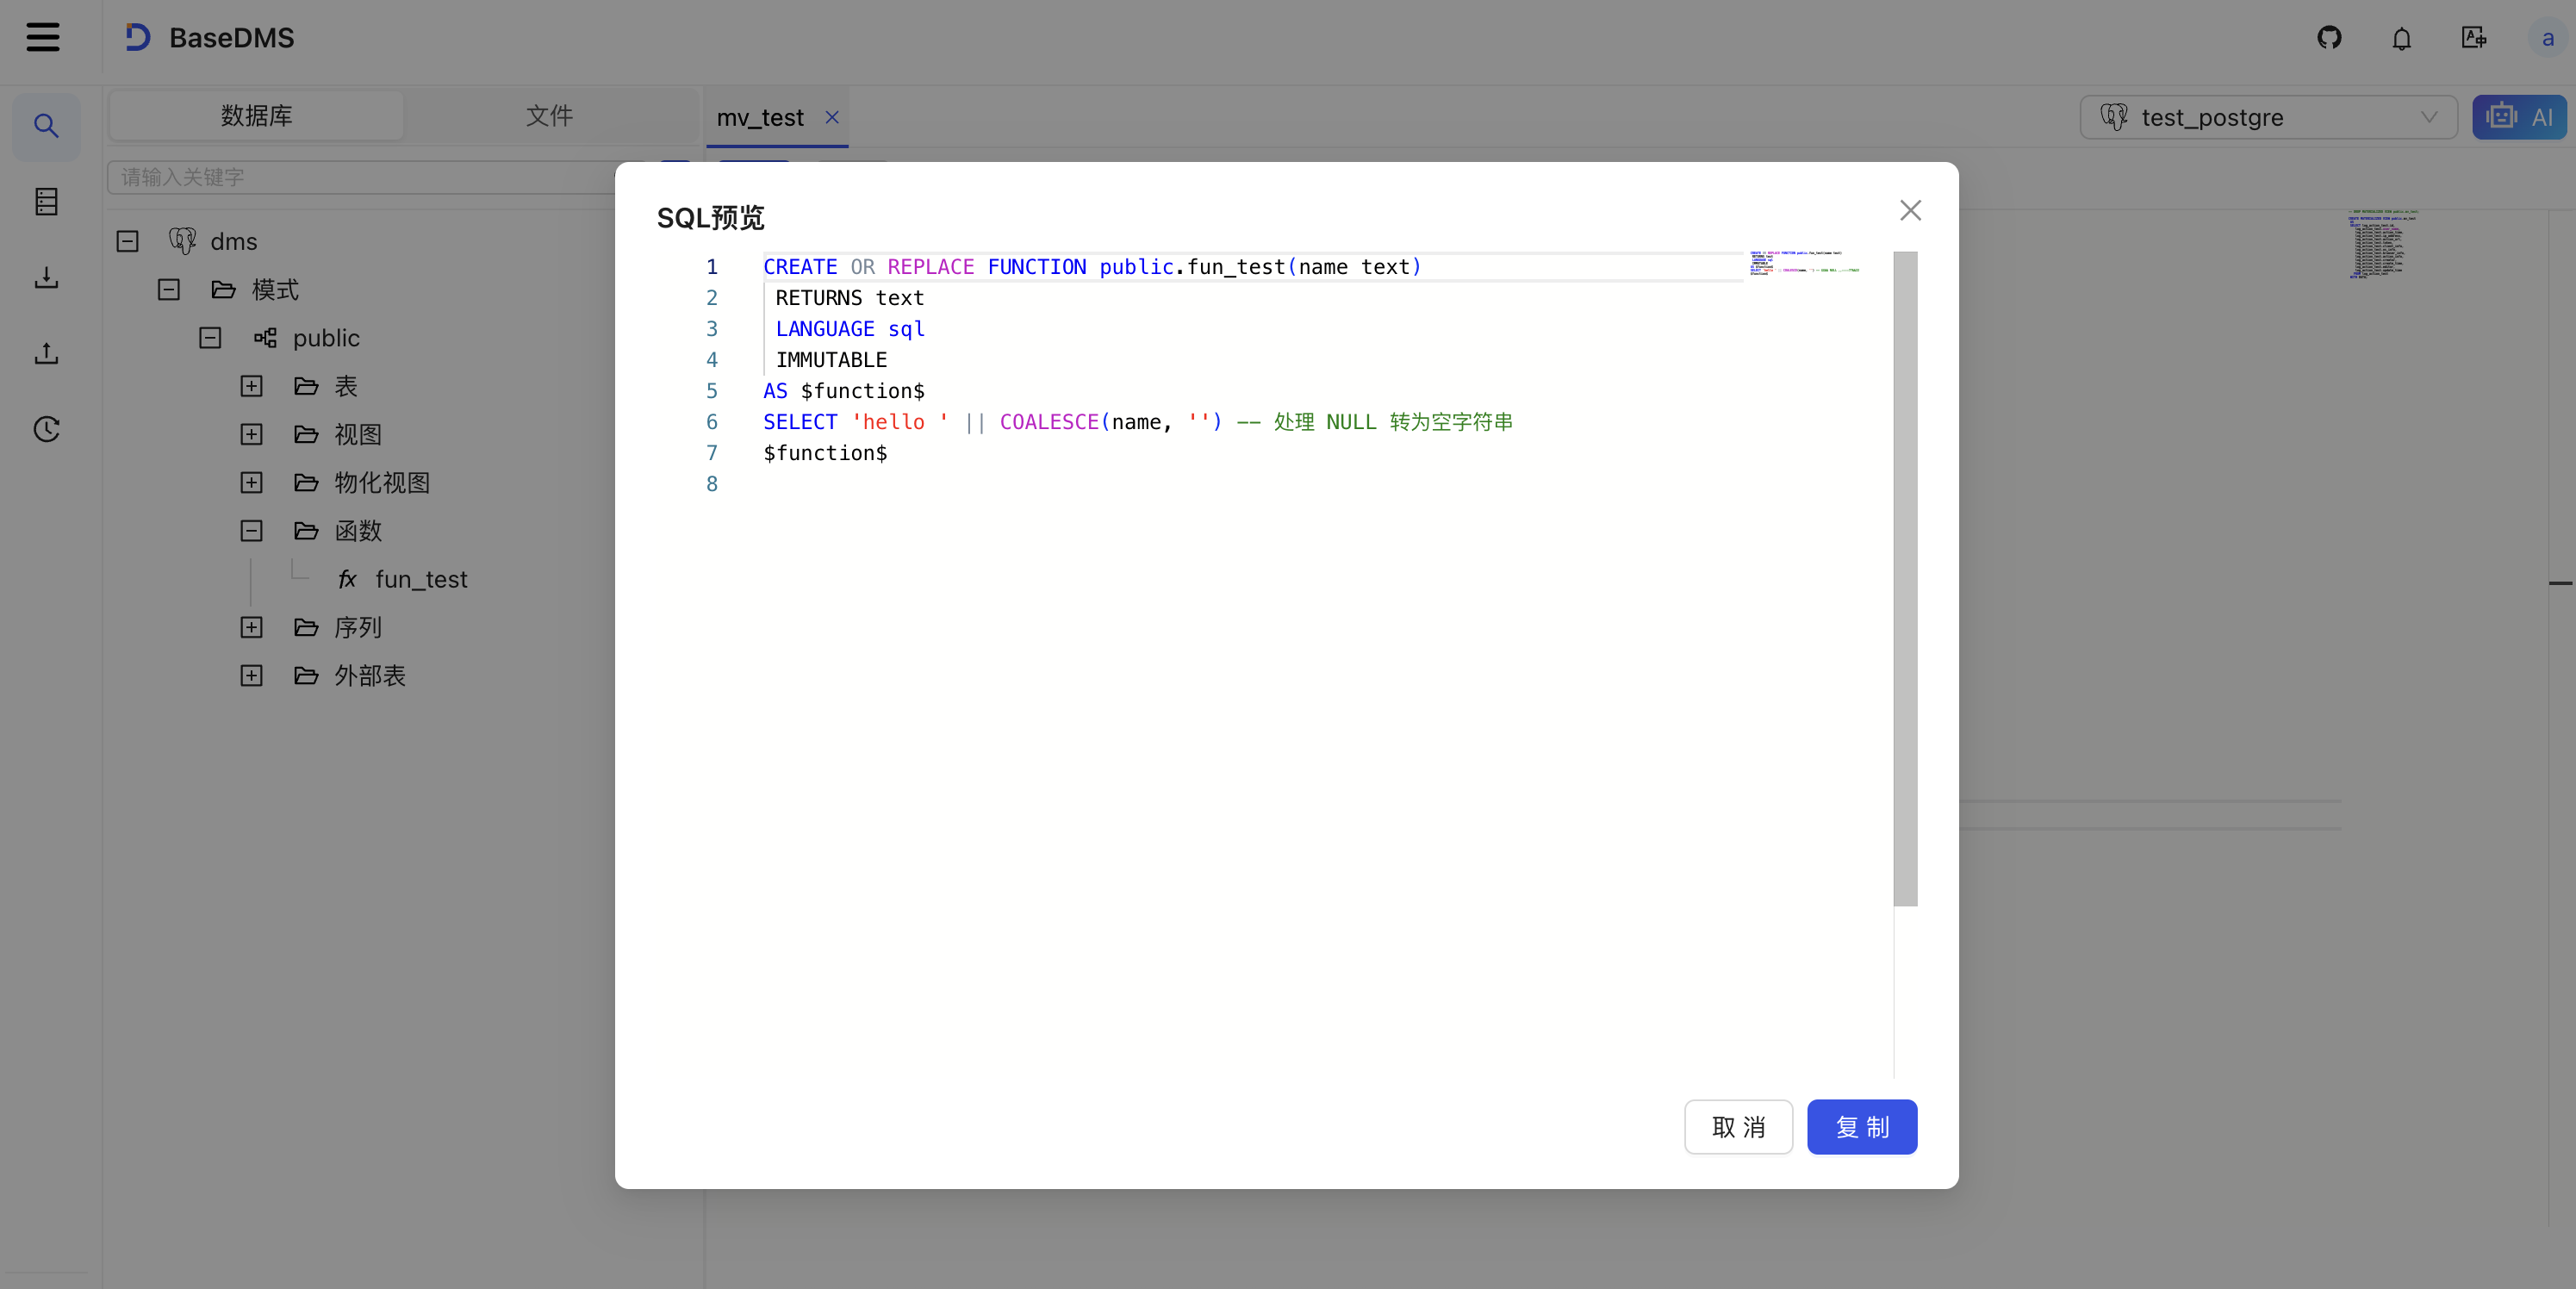 BaseDMS
a
数据库
文件
mv_test
test_postgre
AI
请输入关键字
dms
模式
public
表
视图
物化视图
函数
fx fun_test
序列
外部表
SQL预览
1 CREATE OR REPLACE FUNCTION public.fun_test(name text)
2 RETURNS text
3 LANGUAGE sql
4 IMMUTABLE
5 AS $function$
6 SELECT 'hello ' || COALESCE(name, '') -- 处理 NULL 转为空字符串
7 $function$
8
取 消
复 制